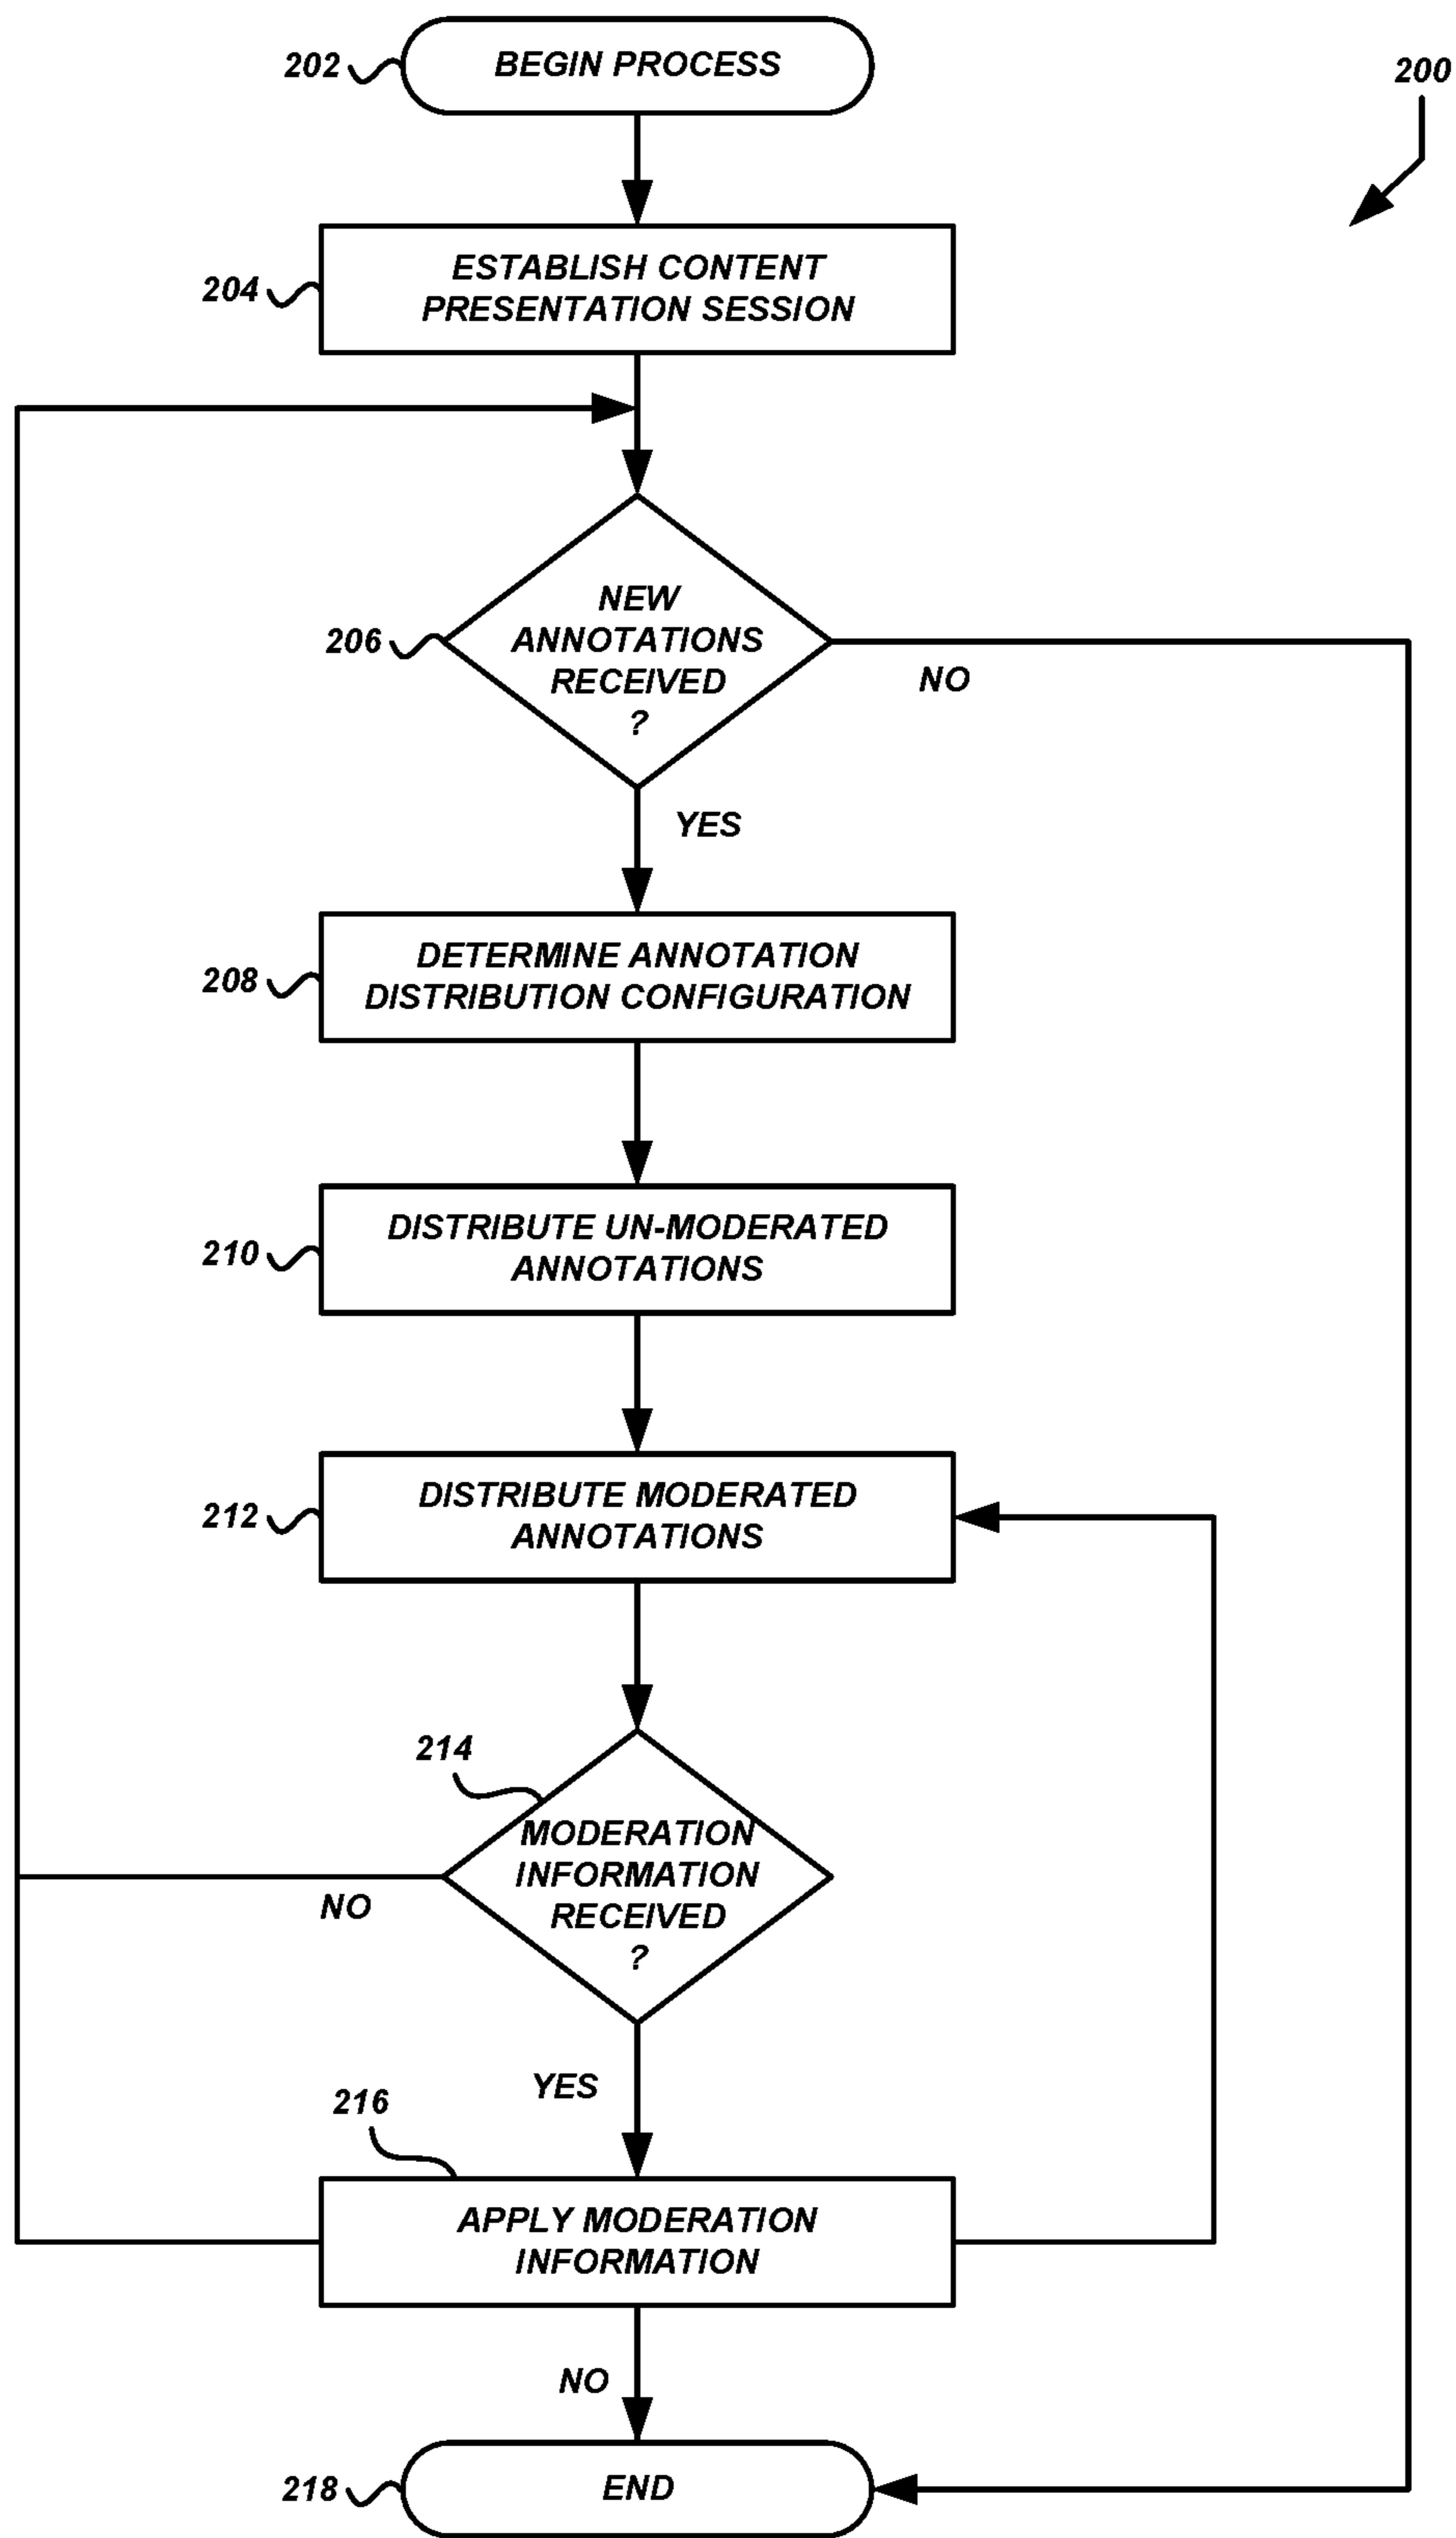 202
BEGIN PROCESS
200
204
ESTABLISH CONTENT
PRESENTATION SESSION
206
NEW
ANNOTATIONS
RECEIVED
?
NO
YES
208
DETERMINE ANNOTATION
DISTRIBUTION CONFIGURATION
210
DISTRIBUTE UN-MODERATED
ANNOTATIONS
212
DISTRIBUTE MODERATED
ANNOTATIONS
214
MODERATION
INFORMATION
RECEIVED
?
NO
YES
216
APPLY MODERATION
INFORMATION
NO
218
END